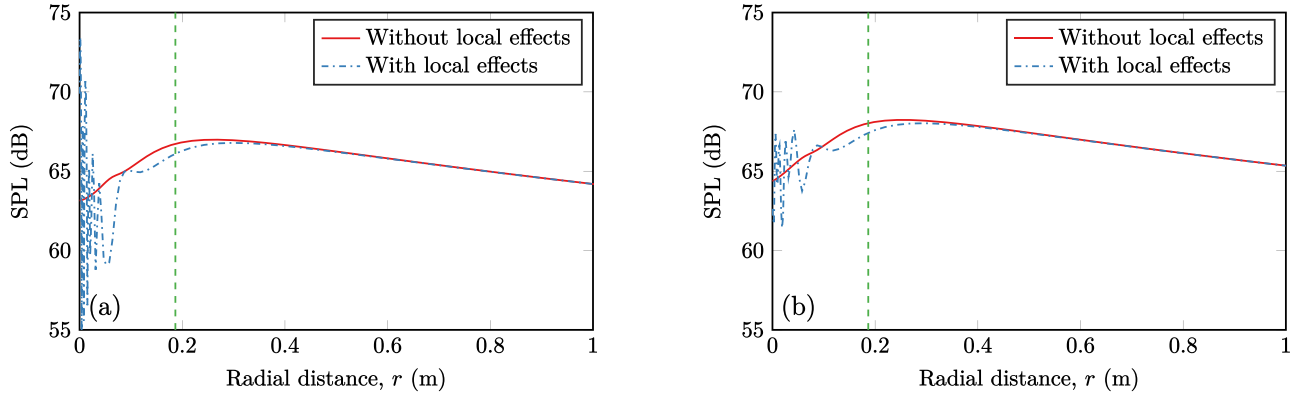 75
70
65
60
55
SPL (dB)
Without local effects
With local effects
(a)
0 0.2 0.4 0.6 0.8 1
Radial distance, r (m)
75
70
65
60
55
SPL (dB)
Without local effects
With local effects
(b)
0 0.2 0.4 0.6 0.8 1
Radial distance, r (m)